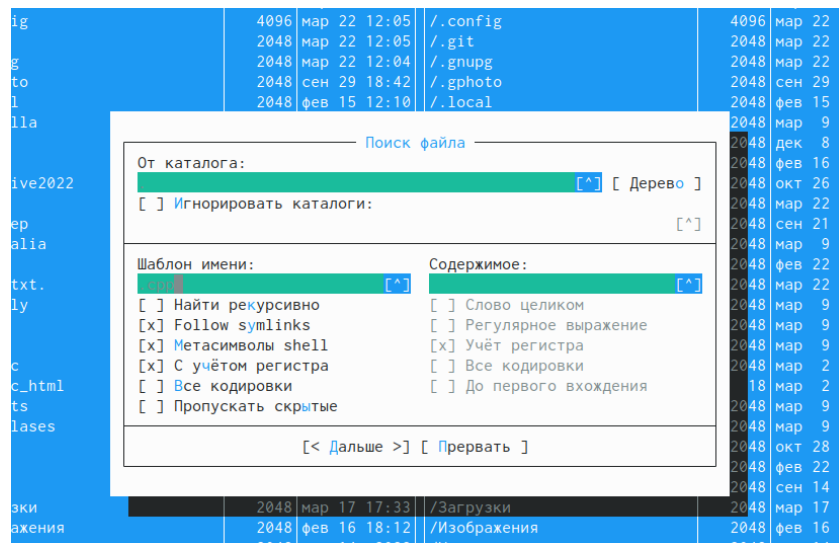 ig 4096 мар 22 12:05 /.config 4096 мар 22
2048 мар 22 12:05 /.git 2048 мар 22
g 2048 мар 22 12:04 /.gnupg 2048 мар 22
to 2048 сен 29 18:42 /.gphoto 2048 сен 29
l 2048 фев 15 12:10 /.local 2048 фев 15
lla 2048 мар 9
Поиск файла 2048 дек 8
От каталога: 2048 фев 16
ive2022 [^] [ Дерево ] 2048 окт 26
[ ] Игнорировать каталоги: 2048 мар 22
ер [^] 2048 сен 21
alia 2048 мар 9
Шаблон имени: Содержимое: 2048 фев 22
txt. [^] [^] 2048 мар 22
ly [ ] Найти рекурсивно [ ] Слово целиком 2048 мар 9
[x] Follow symlinks [ ] Регулярное выражение 2048 мар 9
[x] Метасимволы shell [x] Учёт регистра 2048 мар 9
c [x] С учётом регистра [ ] Все кодировки 2048 мар 2
c_html [ ] Все кодировки [ ] До первого вхождения 18 мар 2
ts [ ] Пропускать скрытые 2048 мар 9
lases 2048 мар 9
[< Дальше >] [ Прервать ] 2048 окт 28
2048 фев 22
2048 сен 14
зки 2048 мар 17 17:33 /Загрузки 2048 мар 17
ажения 2048 фев 16 18:12 /Изображения 2048 фев 16